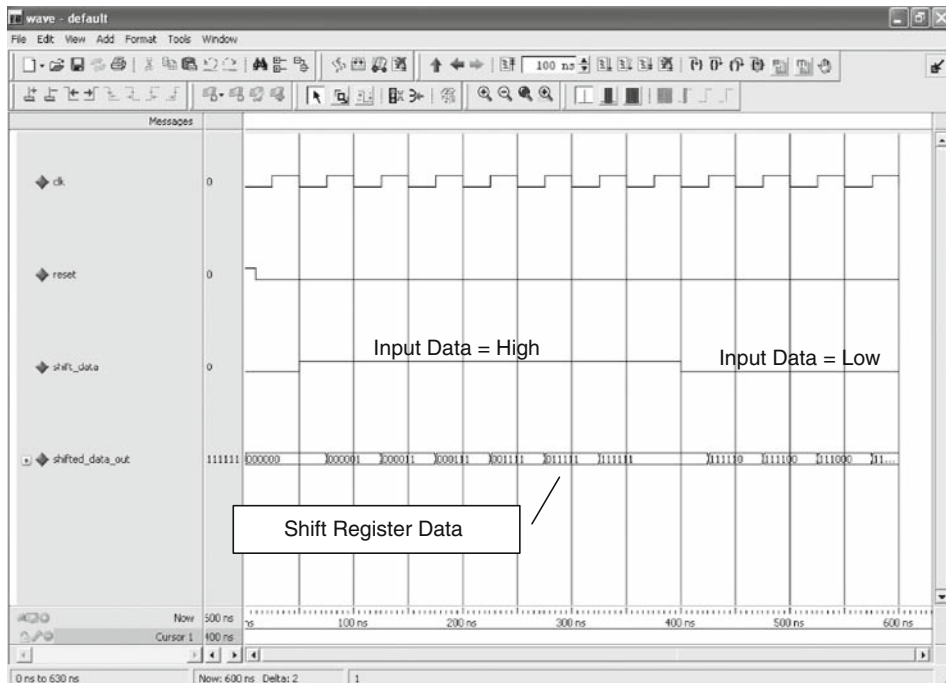 wave - default
File Edit View Add Format Tools Window
100 ns
Messages
clk 0
reset 0
Input Data = High
Input Data = Low
shift_data 0
shifted_data_out 111111 000000 000001 000011 000111 001111 011111 111111 111110 111100 111000 11...
Shift Register Data
Now 600 ns
ns 100 ns 200 ns 300 ns 400 ns 500 ns 600 ns
Cursor 1 400 ns
0 ns to 630 ns Now: 600 ns Delta: 2 1